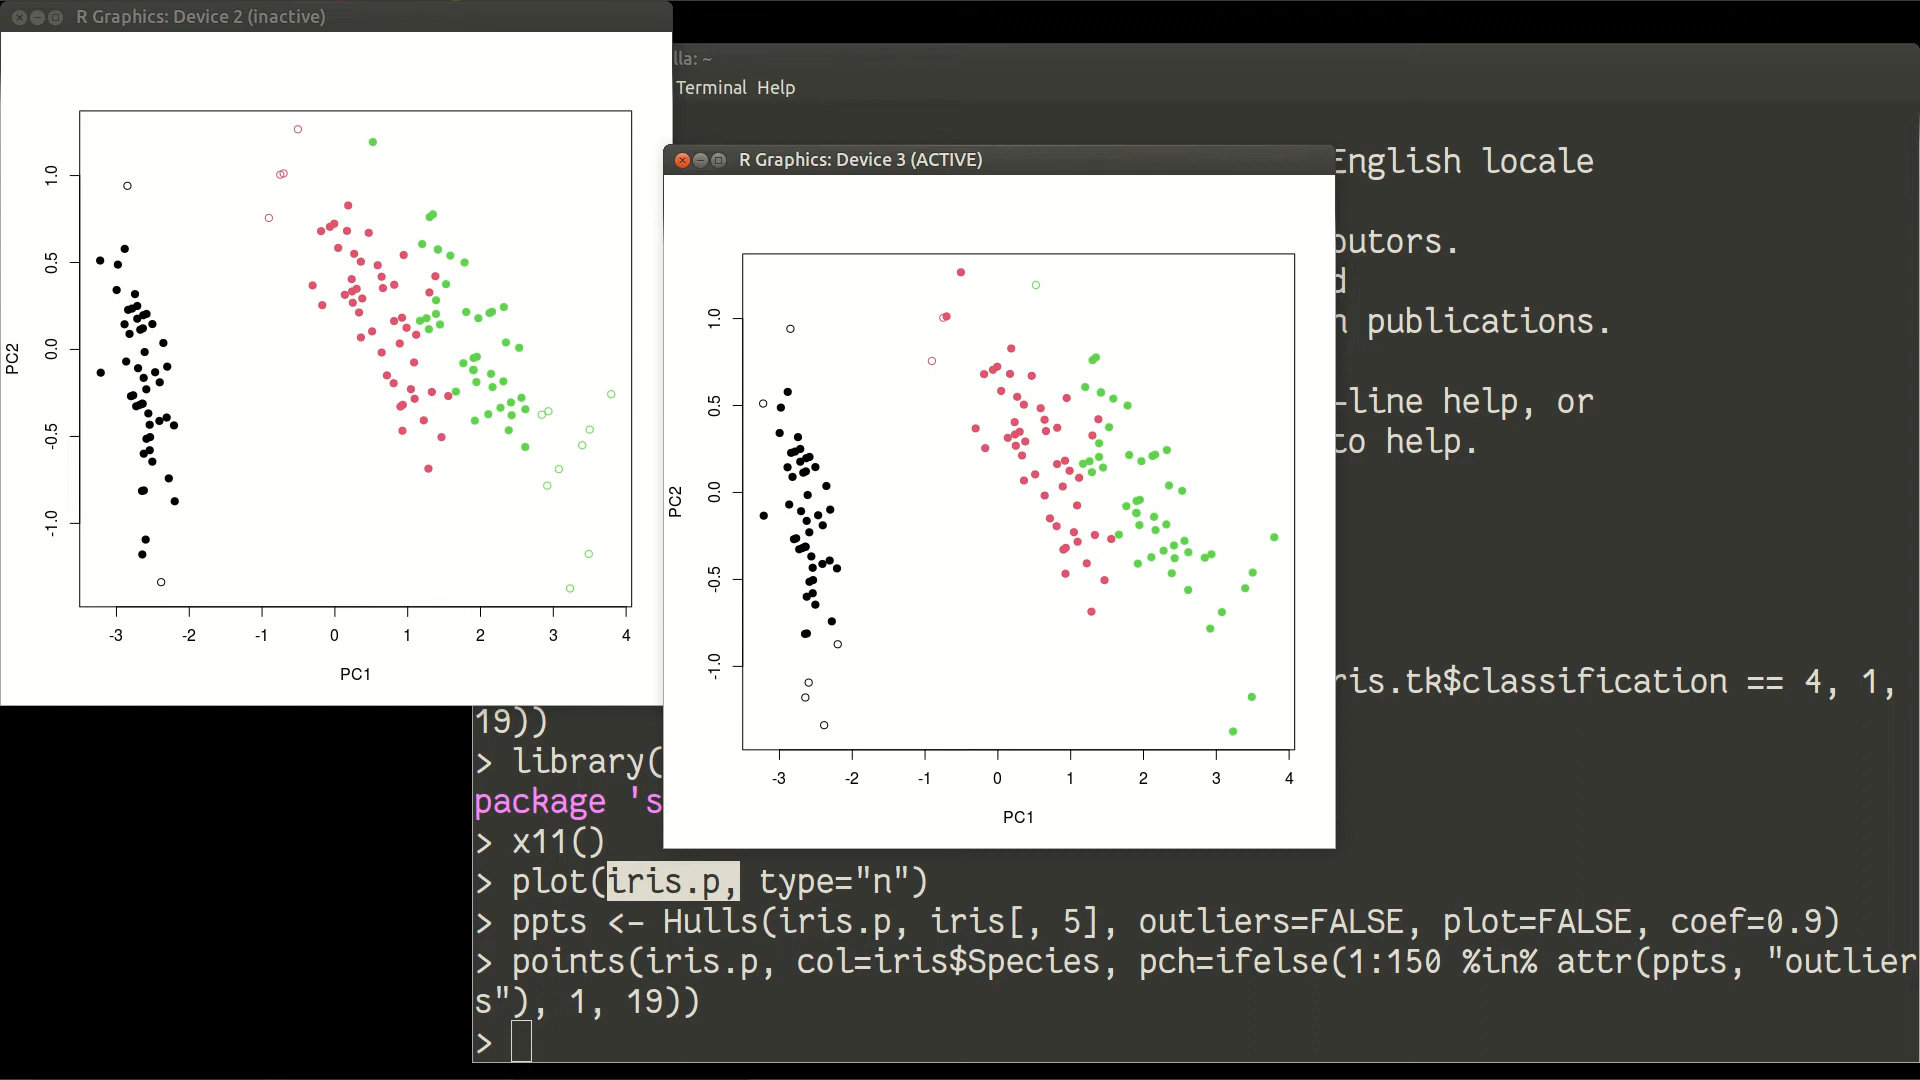 R Graphics: Device 2 (inactive)
lla: ~
Terminal Help
PC2
1.0
0.5
0.0
-0.5
-1.0
-3 -2 -1 0 1 2 3 4
PC1
R Graphics: Device 3 (ACTIVE)
PC2
1.0
0.5
0.0
-0.5
-1.0
-3 -2 -1 0 1 2 3 4
PC1
English locale
butors.
d
n publications.
-line help, or
to help.
ris.tk$classification == 4, 1,
19))
> library(
package 's
> x11()
> plot(iris.p, type="n")
> ppts <- Hulls(iris.p, iris[, 5], outliers=FALSE, plot=FALSE, coef=0.9)
> points(iris.p, col=iris$Species, pch=ifelse(1:150 %in% attr(ppts, "outlier
s"), 1, 19))
>